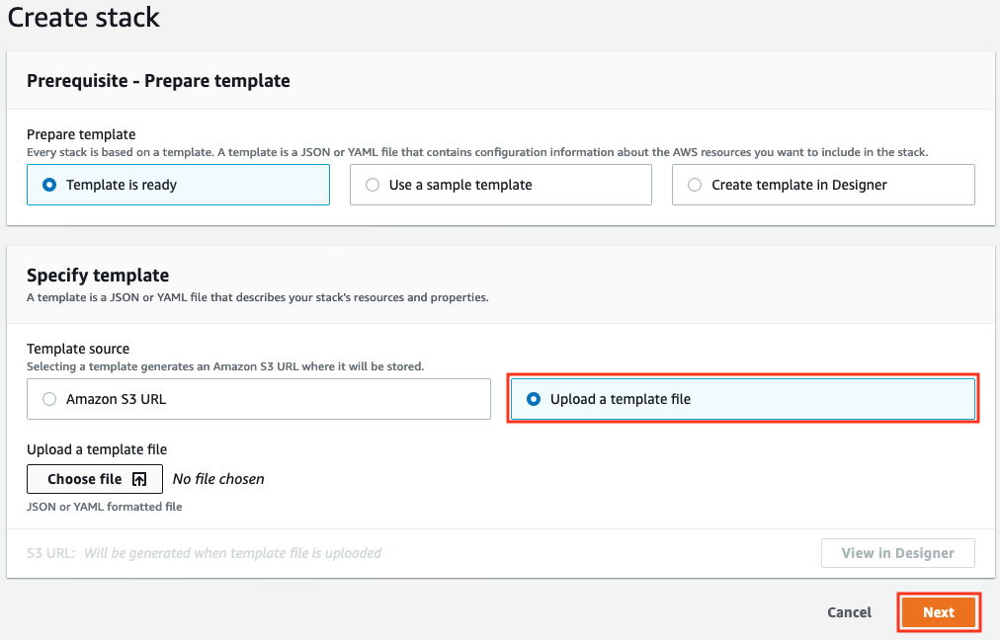 Create stack
Prerequisite - Prepare template
Prepare template
Every stack is based on a template. A template is a JSON or YAML file that contains configuration information about the AWS resources you want to include in the stack.
Template is ready
Use a sample template
Create template in Designer
Specify template
A template is a JSON or YAML file that describes your stack's resources and properties.
Template source
Selecting a template generates an Amazon S3 URL where it will be stored.
Amazon S3 URL
Upload a template file
Upload a template file
Choose file No file chosen
JSON or YAML formatted file
S3 URL: Will be generated when template file is uploaded
View in Designer
Cancel
Next